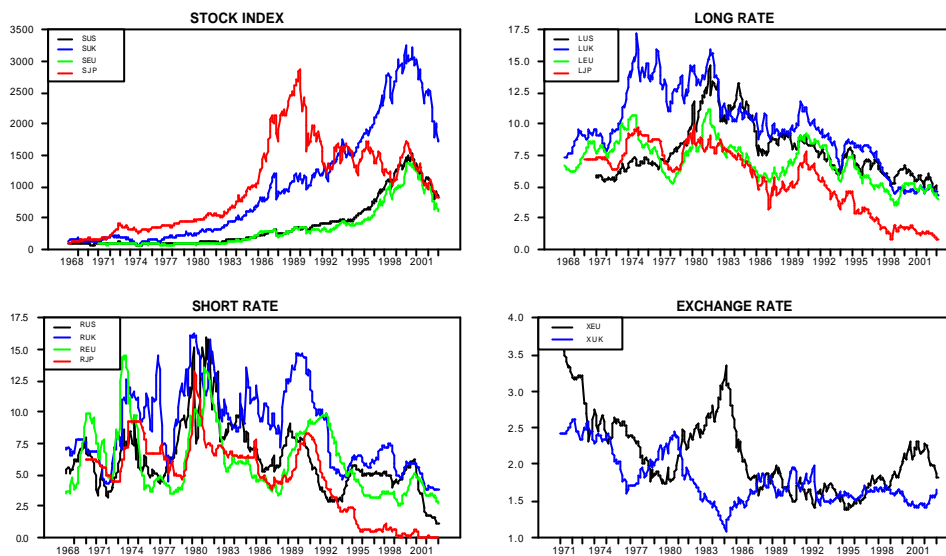 STOCK INDEX
3500
3000
2500
2000
1500
1000
500
0
SUS
SUK
SEU
SJP
1968 1971 1974 1977 1980 1983 1986 1989 1992 1995 1998 2001
LONG RATE
17.5
15.0
12.5
10.0
7.5
5.0
2.5
0.0
LUS
LUK
LEU
LJP
1968 1971 1974 1977 1980 1983 1986 1989 1992 1995 1998 2001
SHORT RATE
17.5
15.0
12.5
10.0
7.5
5.0
2.5
0.0
RUS
RUK
REU
RJP
1968 1971 1974 1977 1980 1983 1986 1989 1992 1995 1998 2001
EXCHANGE RATE
4.0
3.5
3.0
2.5
2.0
1.5
1.0
XEU
XUK
1971 1974 1977 1980 1983 1986 1989 1992 1995 1998 2001